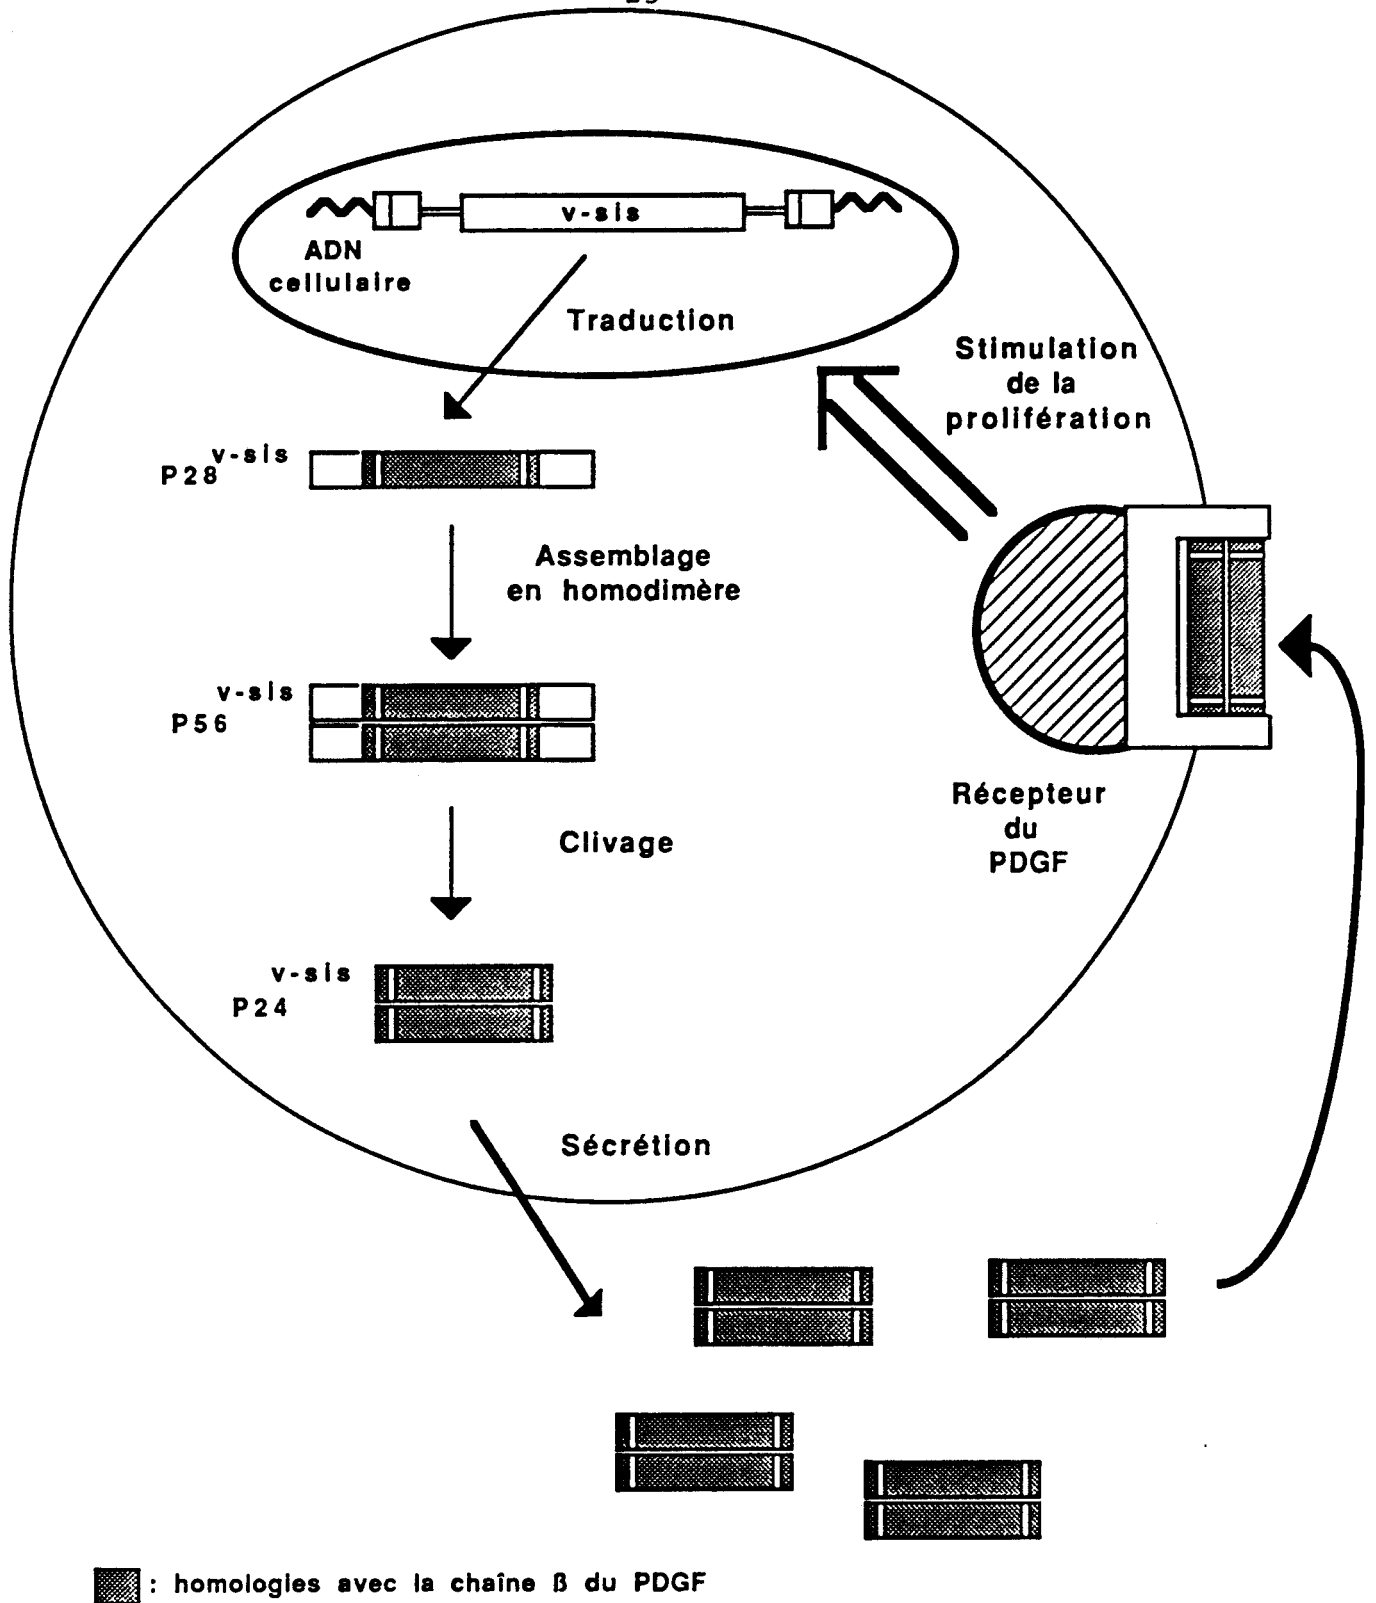 v-sis
ADN
cellulaire
Traduction
Stimulation
de la
prolifération
v-sis
P28
Assemblage
en homodimère
v-sis
P56
Clivage
Récepteur
du
PDGF
v-sis
P24
Sécrétion
: homologies avec la chaîne ß du PDGF